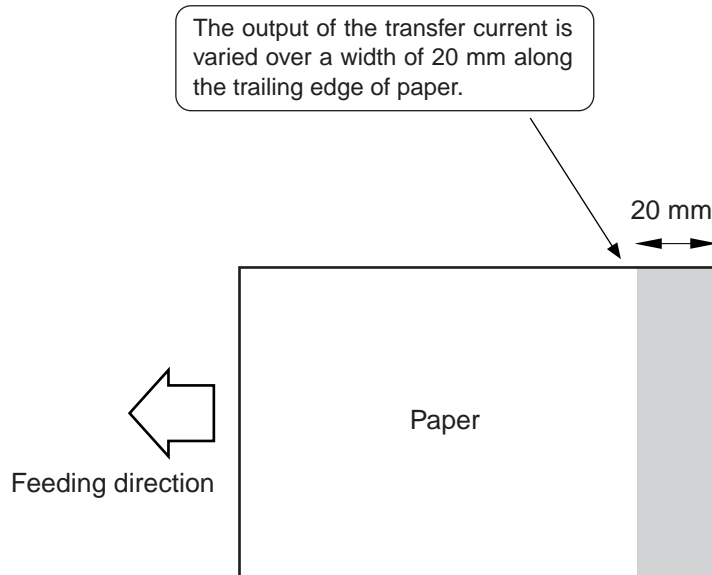 The output of the transfer current is
varied over a width of 20 mm along
the trailing edge of paper.
20 mm
Paper
Feeding direction